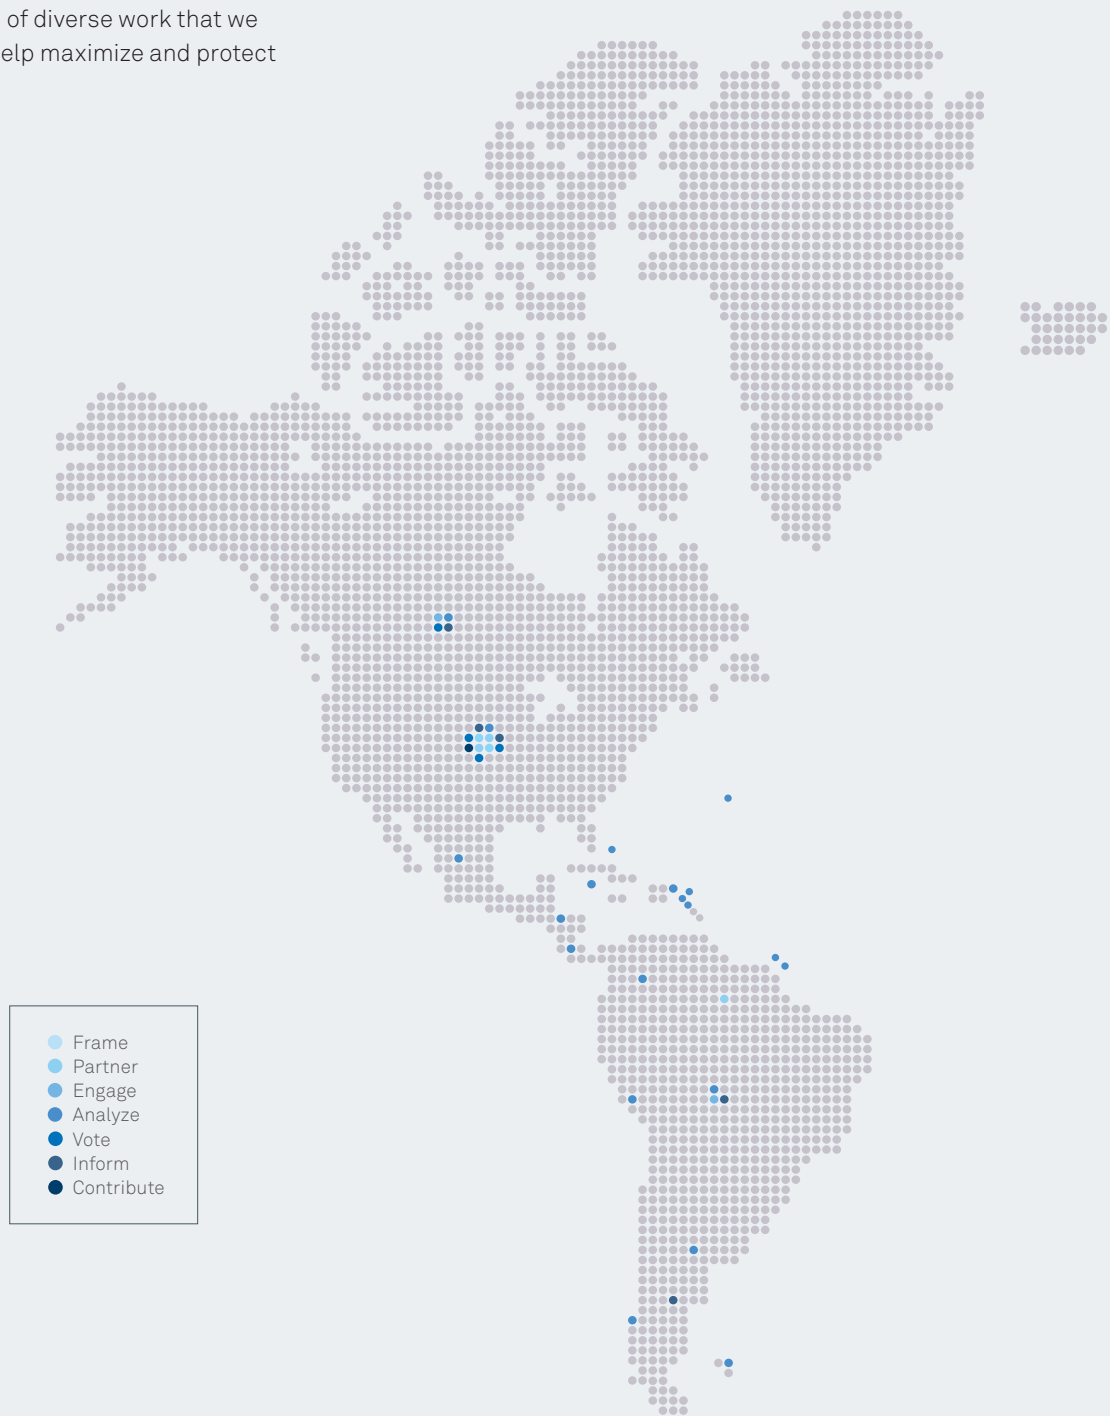 of diverse work that we
elp maximize and protect
Frame
Partner
Engage
Analyze
Vote
Inform
Contribute